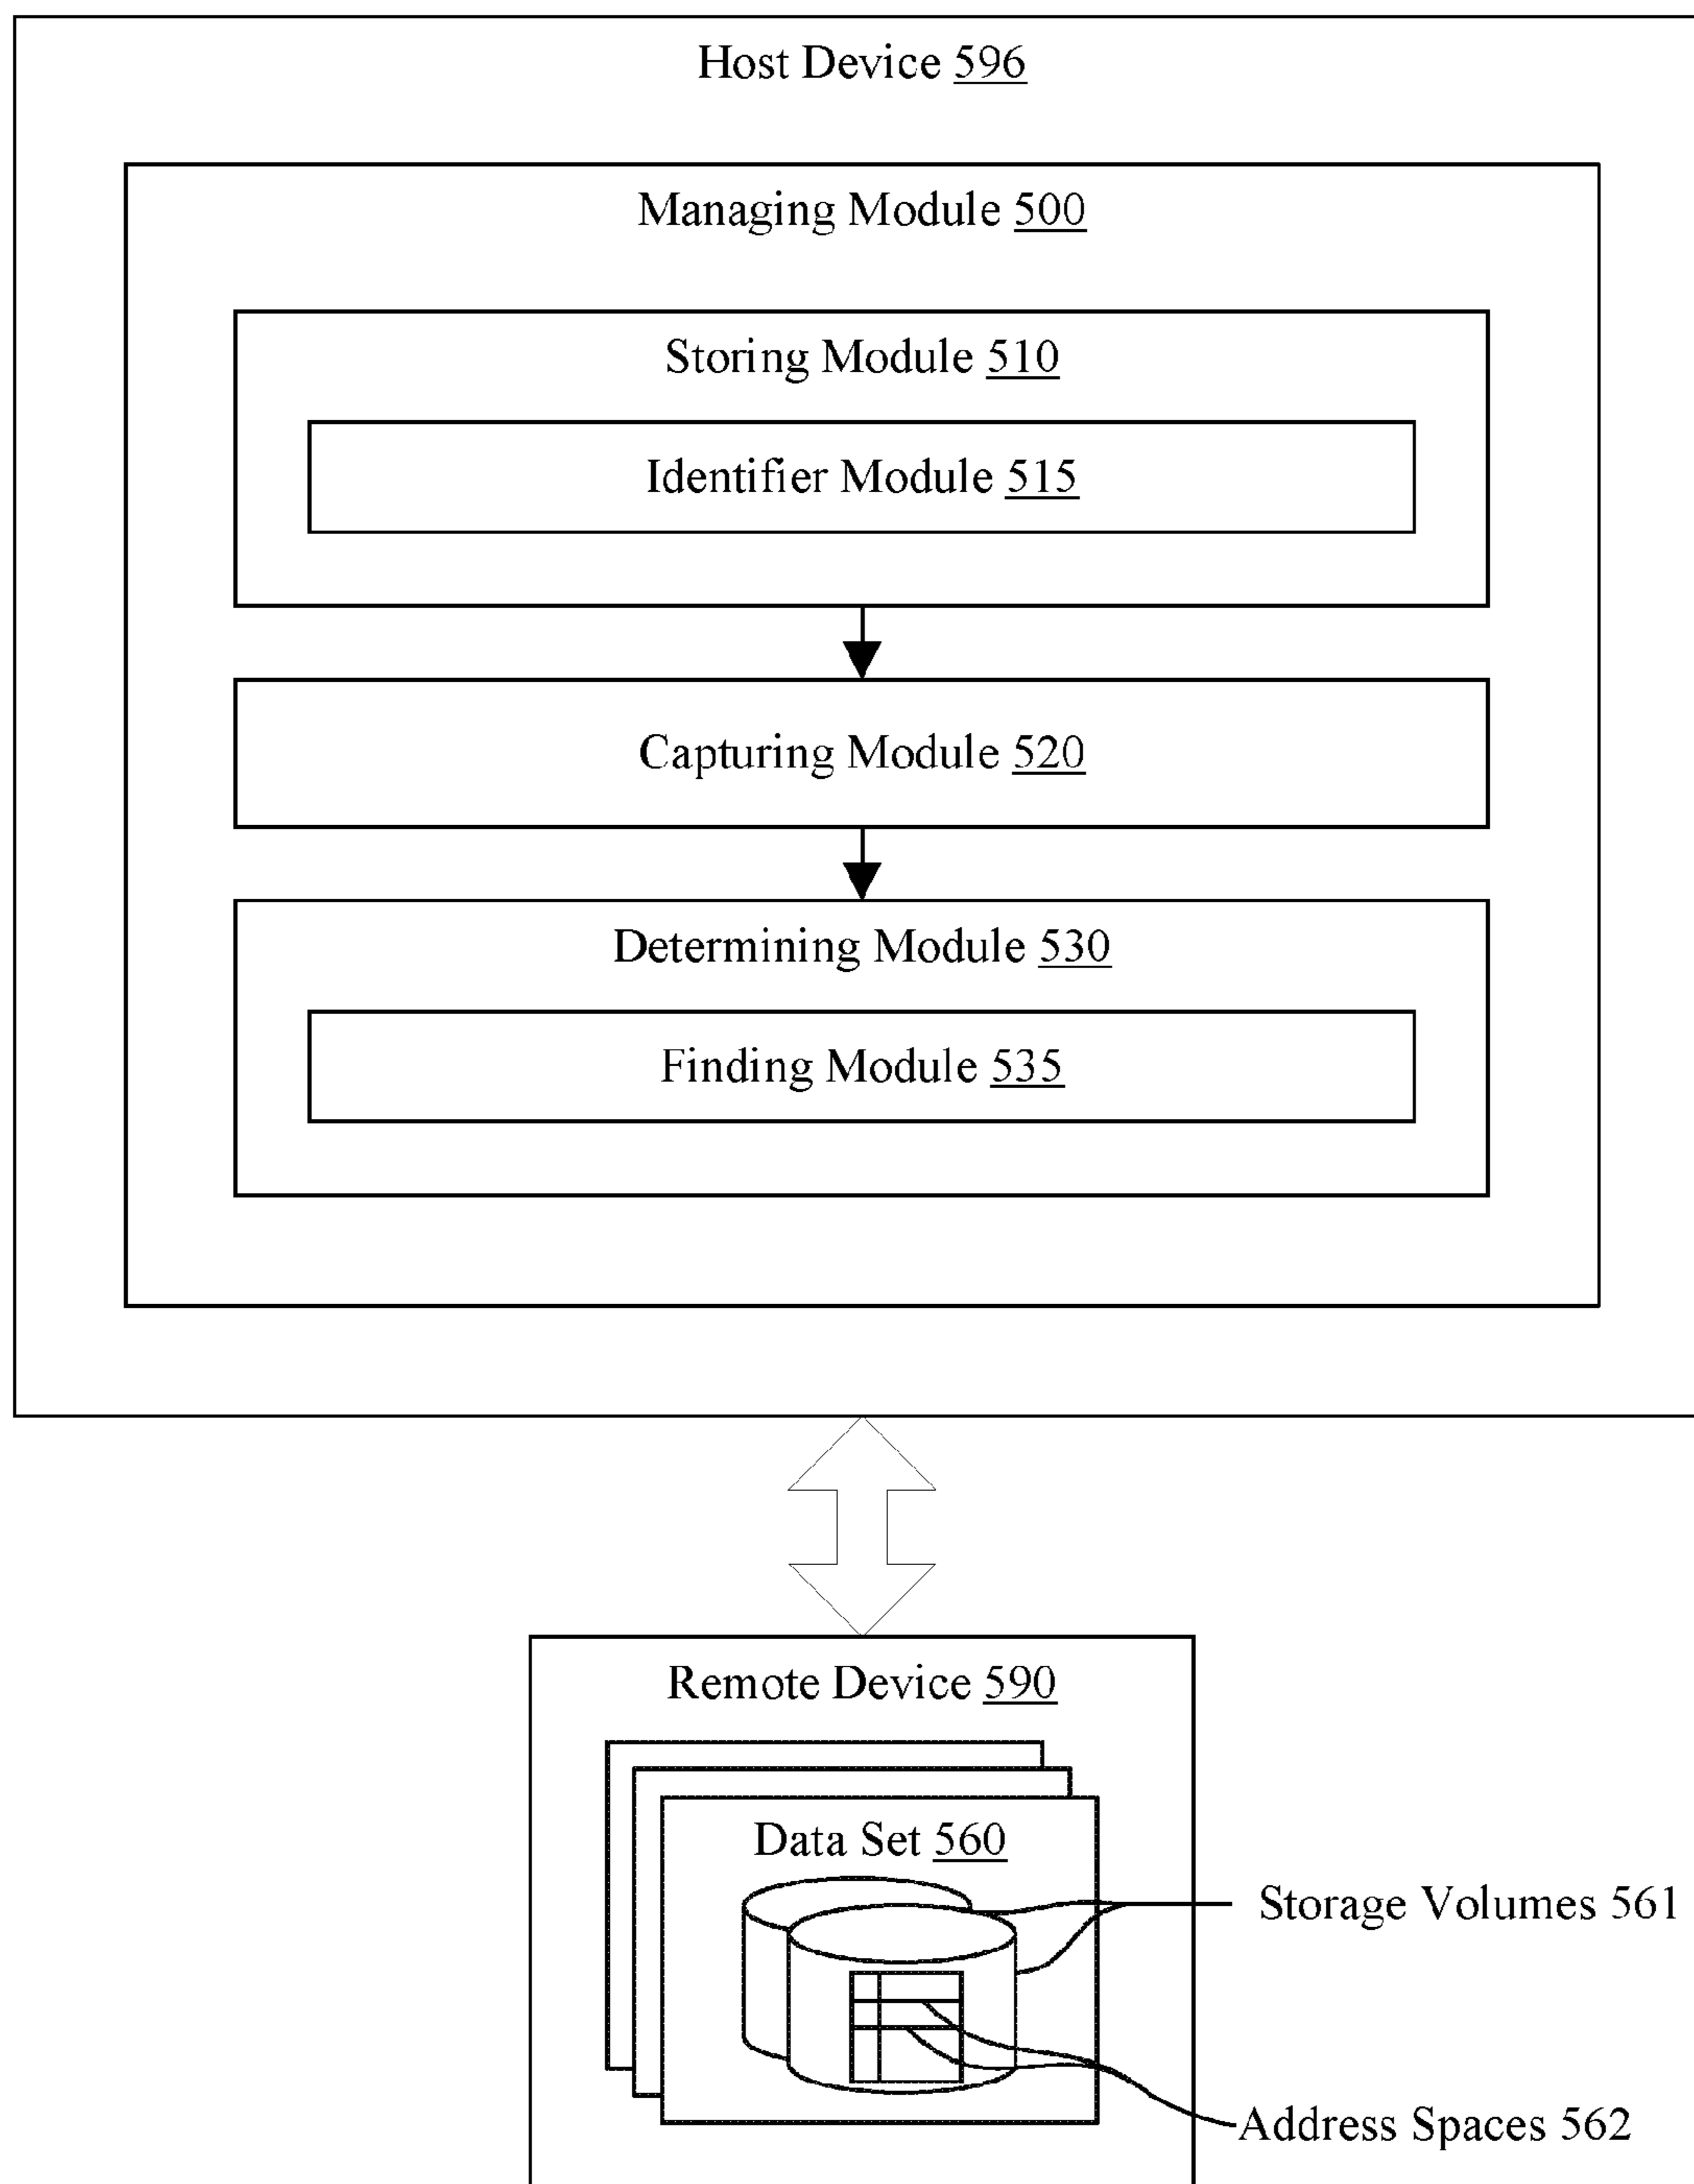 Host Device 596
Managing Module 500
Storing Module 510
Identifier Module 515
Capturing Module 520
Determining Module 530
Finding Module 535
Remote Device 590
Data Set 560
Storage Volumes 561
Address Spaces 562